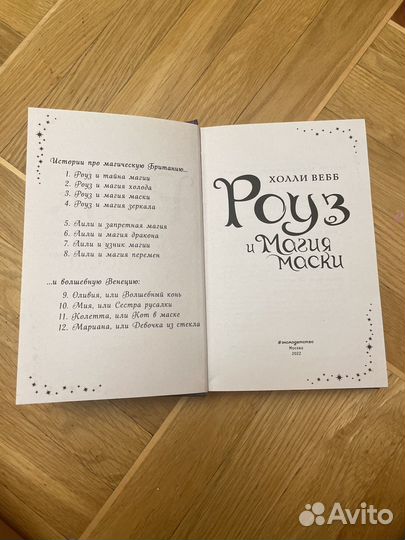 Истории про магическую Британию...
1. Роуз и тайна магии
2. Роуз и магия холода
3. Роуз и магия маски
4. Роуз и магия зеркала
5. Лили и запретная магия
6. Лили и магия дракона
7. Лили и узник магии
8. Лили и магия перемен
...и волшебную Венецию:
9. Оливия, или Волшебный конь
10. Мия, или Сестра русалки
11. Колетта, или Кот в маске
12. Мариана, или Девочка из стекла
ХОЛЛИ ВЕББ
Роуз
и Магия
маски
#эксмодетство
Москва
2022
Avito